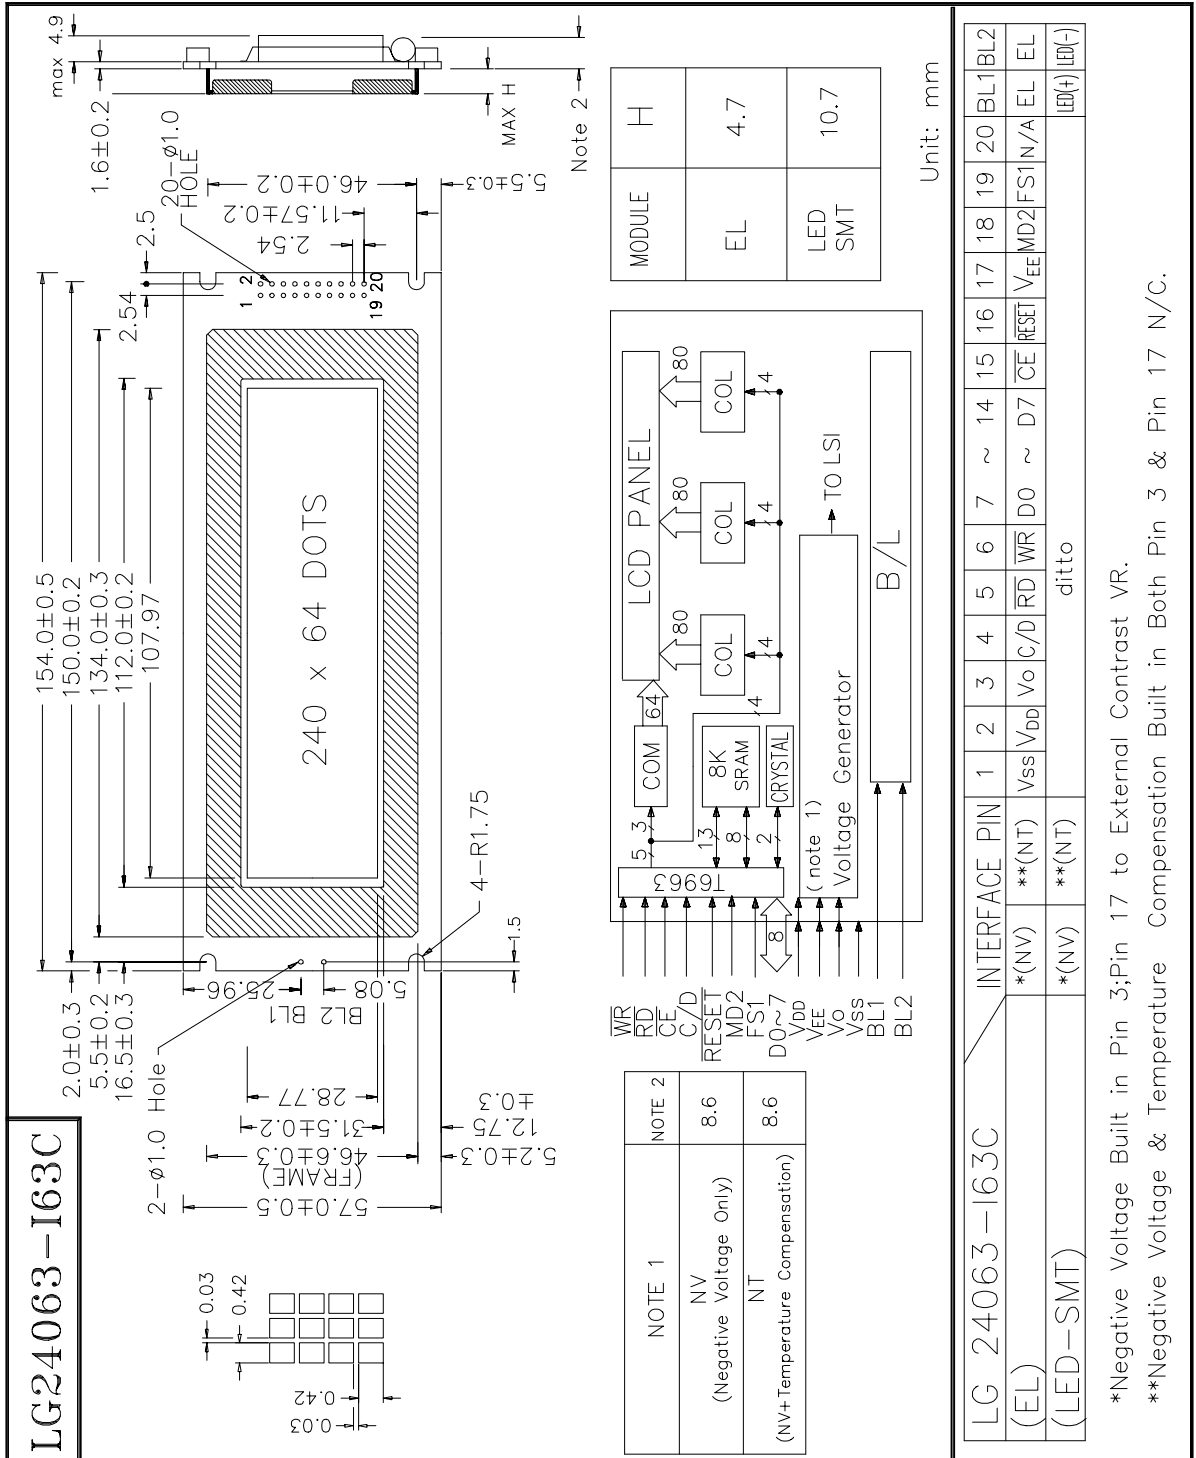 LG24063-I63C
154.0±0.5
150.0±0.2
134.0±0.3
112.0±0.2
107.97
2.0±0.3
5.5±0.2
16.5±0.3
2-ø1.0 Hole
2.54
2.5
1.6±0.2
max 4.9
20-ø1.0
HOLE
240 x 64 DOTS
1 2
19 20
2.54
11.57±0.2
46.0±0.2
5.5±0.3
MAX H
Note 2
25.96
5.08
BL1
BL2
4-R1.75
1.5
28.77
31.5±0.2
46.6±0.3
(FRAME)
57.0±0.5
12.75
±0.3
5.2±0.3
0.03
0.42
0.42
0.03
MODULE H
EL 4.7
LED
SMT 10.7
Unit: mm
NOTE 1 NOTE 2
NV
(Negative Voltage Only) 8.6
NT
(NV+Temperature Compensation) 8.6
WR
RD
CE
C/D
RESET
MD2
FS1
D0~7
VDD
VEE
Vo
Vss
BL1
BL2
T6963
8
5
3
13
8
2
COM
64
LCD PANEL
8K
SRAM
CRYSTAL
4
COL 80 4
COL 80 4
COL 80 4
(note 1)
Voltage Generator
TO LSI
B/L
LG 24063-I63C INTERFACE PIN 1 2 3 4 5 6 7 ~ 14 15 16 17 18 19 20 BL1 BL2
(EL) *(NV) **(NT) Vss VDD Vo C/D RD WR D0 ~ D7 CE RESET VEE MD2 FS1 N/A EL EL
(LED-SMT) *(NV) **(NT) ditto LED(+) LED(-)
*Negative Voltage Built in Pin 3;Pin 17 to External Contrast VR.
**Negative Voltage & Temperature Compensation Built in Both Pin 3 & Pin 17 N/C.